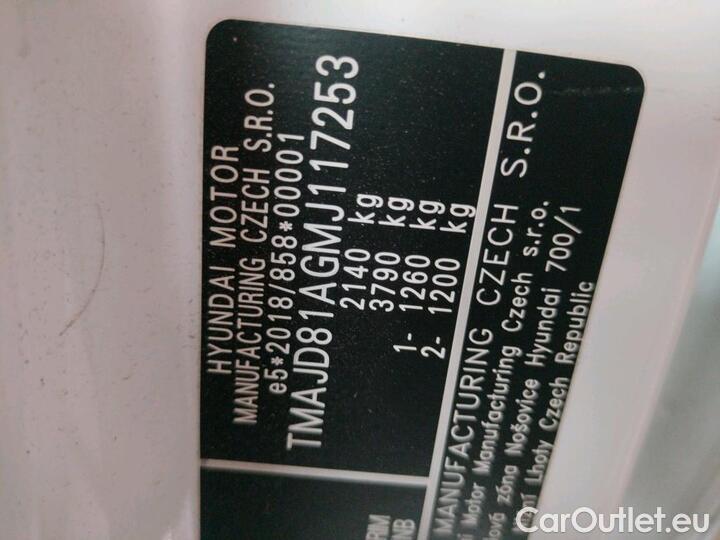 HYUNDAI MOTOR
MANUFACTURING CZECH S.R.O.
e5*2018/858*00001
TMAJD81AGMJ117253
2140 kg
3790 kg
1- 1260 kg
2- 1200 kg
MANUFACTURING CZECH S.R.O.
Motor Manufacturing Czech s.r.o.
zóna Nošovice Hyundai 700/1
Lhoty Czech Republic
CarOutlet.eu